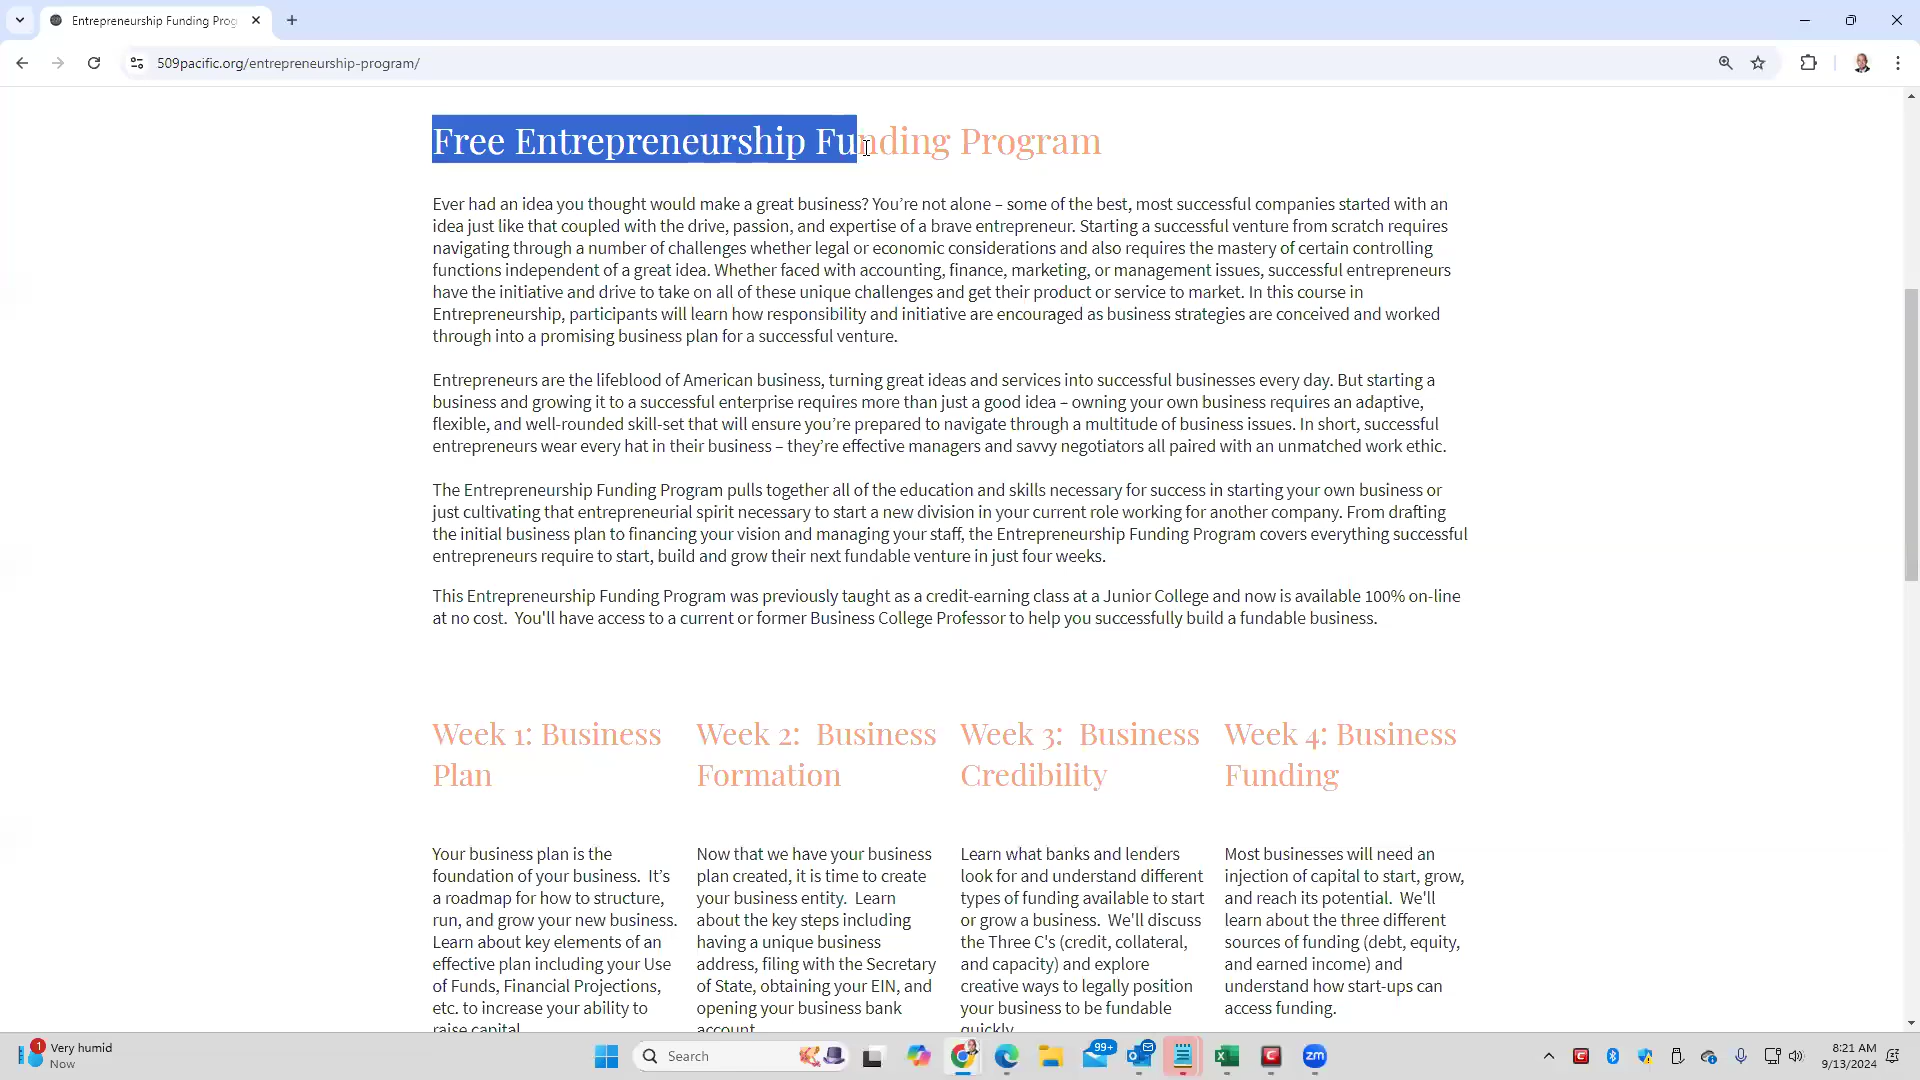 Entrepreneurship Funding Prog
509pacific.org/entrepreneurship-program/
Free Entrepreneurship Funding Program
Ever had an idea you thought would make a great business? You’re not alone – some of the best, most successful companies started with an
idea just like that coupled with the drive, passion, and expertise of a brave entrepreneur. Starting a successful venture from scratch requires
navigating through a number of challenges whether legal or economic considerations and also requires the mastery of certain controlling
functions independent of a great idea. Whether faced with accounting, finance, marketing, or management issues, successful entrepreneurs
have the initiative and drive to take on all of these unique challenges and get their product or service to market. In this course in
Entrepreneurship, participants will learn how responsibility and initiative are encouraged as business strategies are conceived and worked
through into a promising business plan for a successful venture.
Entrepreneurs are the lifeblood of American business, turning great ideas and services into successful businesses every day. But starting a
business and growing it to a successful enterprise requires more than just a good idea – owning your own business requires an adaptive,
flexible, and well-rounded skill-set that will ensure you’re prepared to navigate through a multitude of business issues. In short, successful
entrepreneurs wear every hat in their business – they’re effective managers and savvy negotiators all paired with an unmatched work ethic.
The Entrepreneurship Funding Program pulls together all of the education and skills necessary for success in starting your own business or
just cultivating that entrepreneurial spirit necessary to start a new division in your current role working for another company. From drafting
the initial business plan to financing your vision and managing your staff, the Entrepreneurship Funding Program covers everything successful
entrepreneurs require to start, build and grow their next fundable venture in just four weeks.
This Entrepreneurship Funding Program was previously taught as a credit-earning class at a Junior College and now is available 100% on-line
at no cost.  You'll have access to a current or former Business College Professor to help you successfully build a fundable business.
Week 1: Business
Plan
Your business plan is the
foundation of your business.  It’s
a roadmap for how to structure,
run, and grow your new business.
Learn about key elements of an
effective plan including your Use
of Funds, Financial Projections,
etc. to increase your ability to
raise capital
Week 2:  Business
Formation
Now that we have your business
plan created, it is time to create
your business entity.  Learn
about the key steps including
having a unique business
address, filing with the Secretary
of State, obtaining your EIN, and
opening your business bank
account
Week 3:  Business
Credibility
Learn what banks and lenders
look for and understand different
types of funding available to start
or grow a business.  We'll discuss
the Three C's (credit, collateral,
and capacity) and explore
creative ways to legally position
your business to be fundable
quickly
Week 4: Business
Funding
Most businesses will need an
injection of capital to start, grow,
and reach its potential.  We'll
learn about the three different
sources of funding (debt, equity,
and earned income) and
understand how start-ups can
access funding.
1
Very humid
Now
Search
99+
zm
8:21 AM
9/13/2024